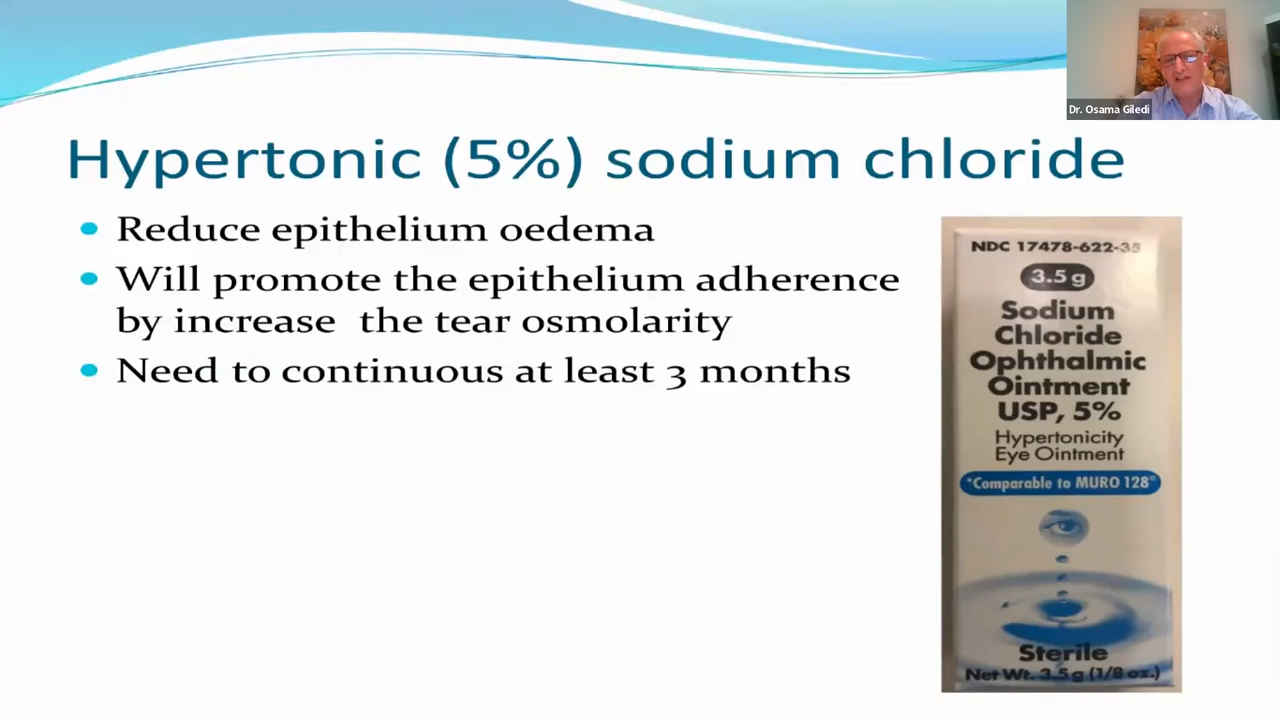 Dr. Osama Giledi
Hypertonic (5%) sodium chloride
Reduce epithelium oedema
Will promote the epithelium adherence
by increase the tear osmolarity
Need to continuous at least 3 months
NDC 17478-622-35
3.5 g
Sodium
Chloride
Ophthalmic
Ointment
USP, 5%
Hypertonicity
Eye Ointment
*Comparable to MURO 128®
Sterile
Net Wt. 3.5 g (1/8 oz.)